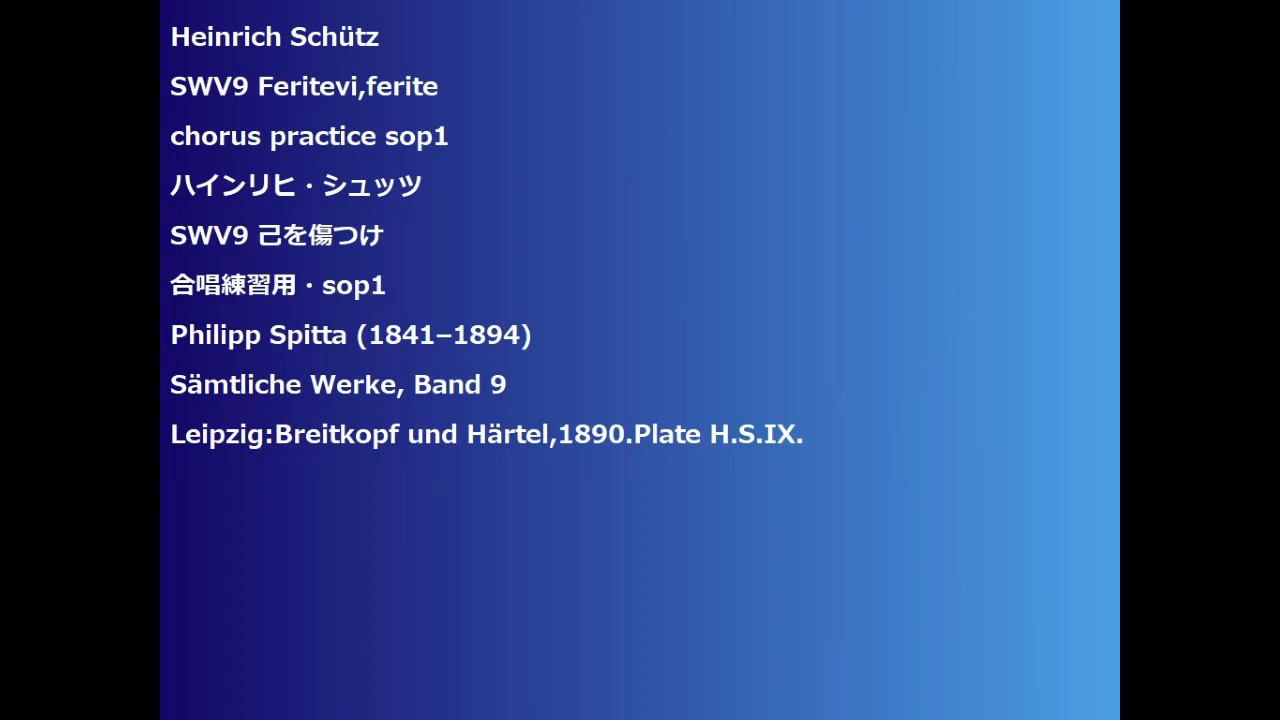 Heinrich Schütz
SWV9 Feritevi,ferite
chorus practice sop1
ハインリヒ・シュッツ
SWV9 己を傷つけ
合唱練習用・sop1
Philipp Spitta (1841–1894)
Sämtliche Werke, Band 9
Leipzig:Breitkopf und Härtel,1890.Plate H.S.IX.